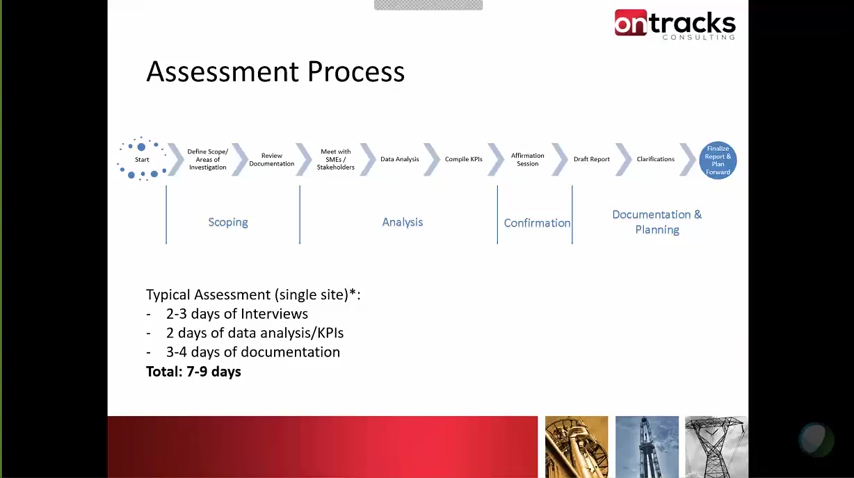 ontracks
CONSULTING
Assessment Process
Start
Define Scope/
Areas of
Investigation
Review
Documentation
Meet with
SMEs /
Stakeholders
Data Analysis
Compile KPIs
Affirmation
Session
Draft Report
Clarifications
Finalize
Report &
Plan
Forward
Scoping
Analysis
Confirmation
Documentation &
Planning
Typical Assessment (single site)*:
- 2-3 days of Interviews
- 2 days of data analysis/KPIs
- 3-4 days of documentation
Total: 7-9 days